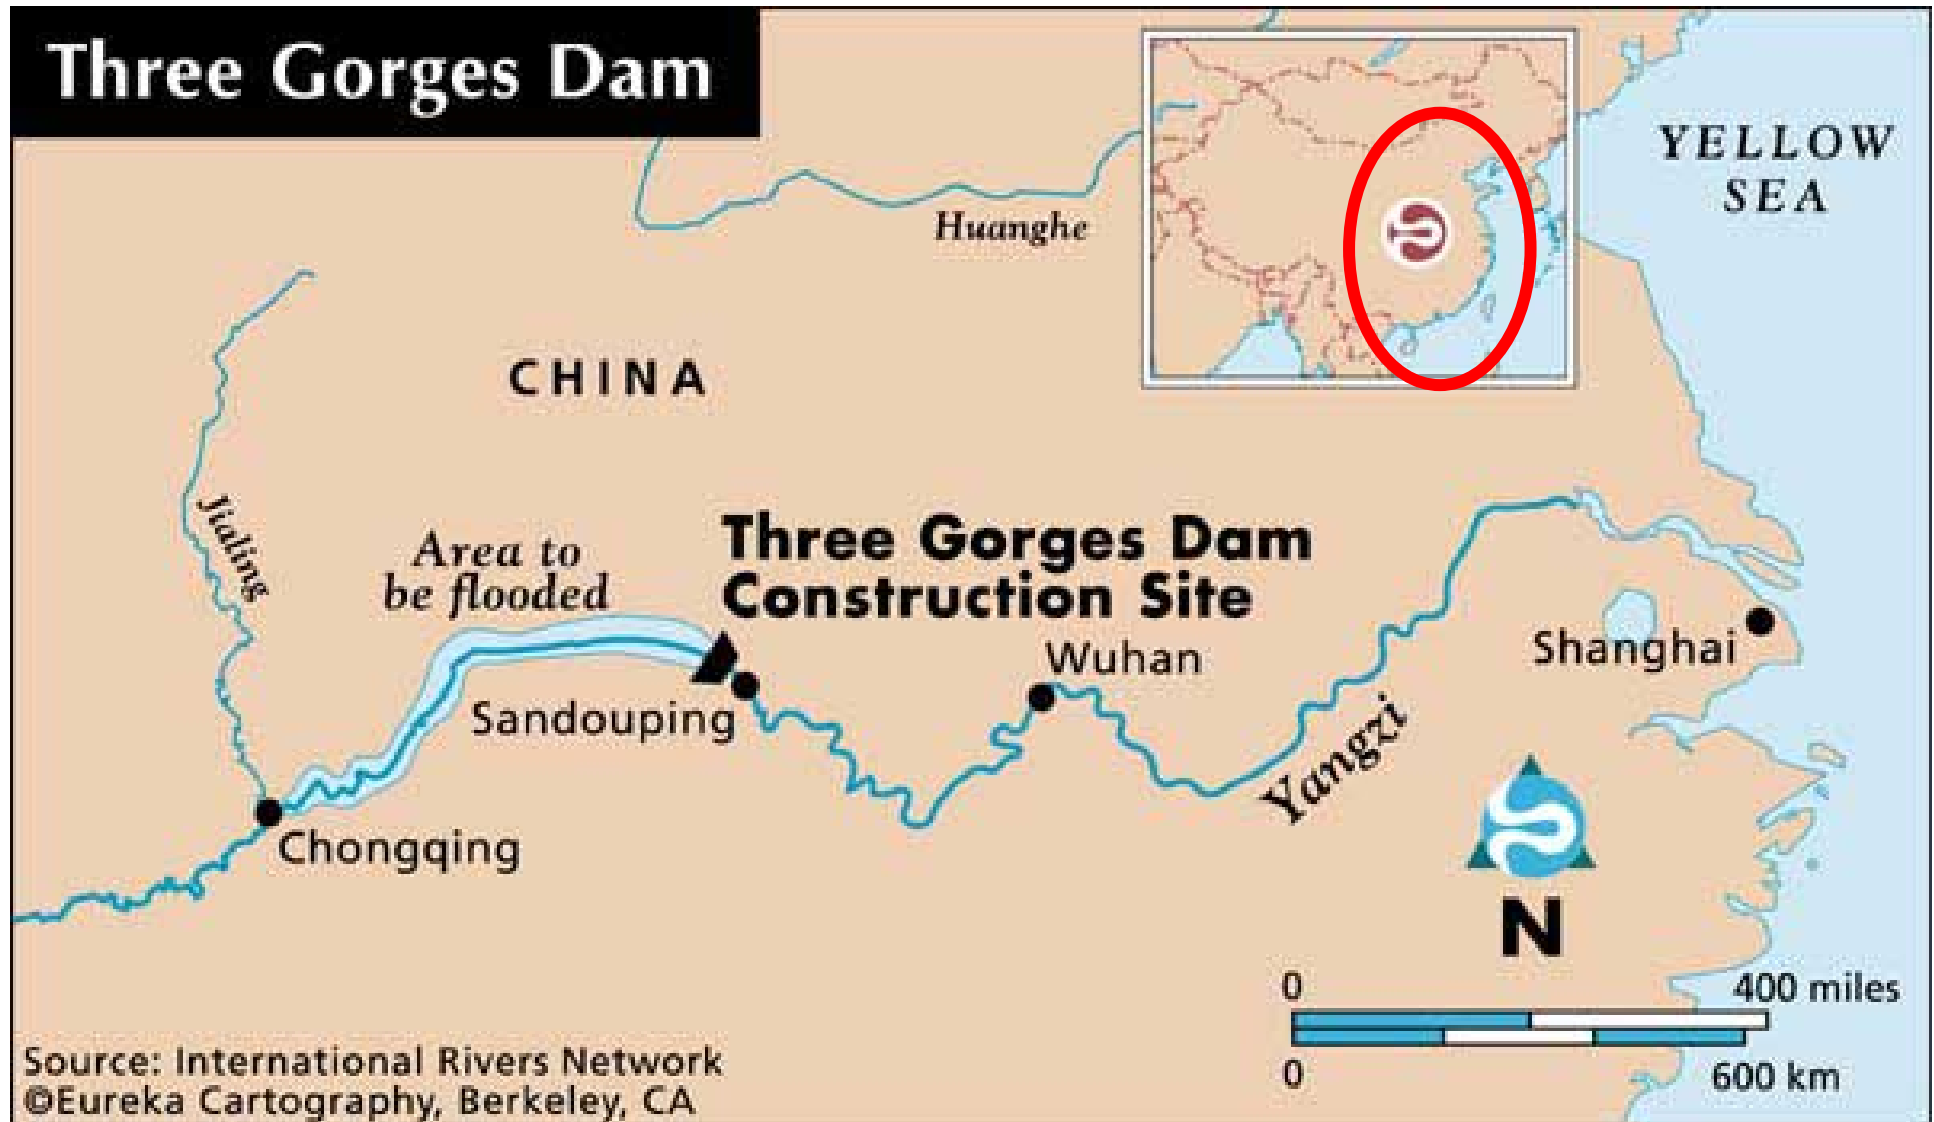 Three Gorges Dam
YELLOW
SEA
Huanghe
CHINA
Jialing
Area to
be flooded
Three Gorges Dam
Construction Site
Wuhan
Shanghai
Sandouping
Yangzi
Chongqing
N
0 400 miles
0 600 km
Source: International Rivers Network
©Eureka Cartography, Berkeley, CA